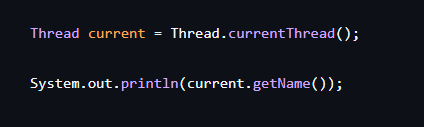 Thread current = Thread.currentThread();
System.out.println(current.getName());